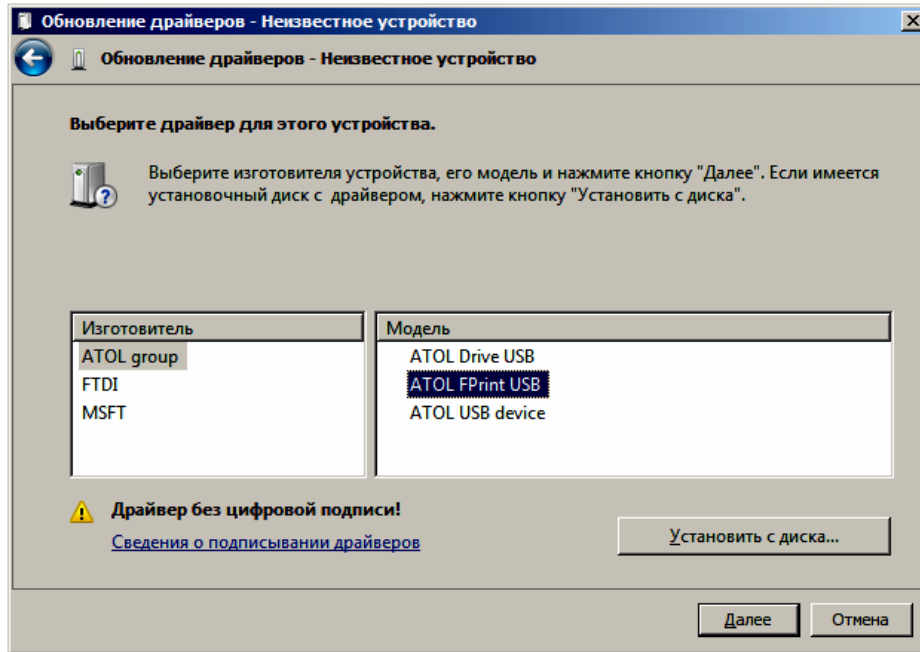 Обновление драйверов - Неизвестное устройство
Обновление драйверов - Неизвестное устройство
Выберите драйвер для этого устройства.
Выберите изготовителя устройства, его модель и нажмите кнопку "Далее". Если имеется
установочный диск с драйвером, нажмите кнопку "Установить с диска".
Изготовитель
ATOL group
FTDI
MSFT
Модель
ATOL Drive USB
ATOL FPrint USB
ATOL USB device
Драйвер без цифровой подписи!
Сведения о подписывании драйверов
Установить с диска...
Далее
Отмена